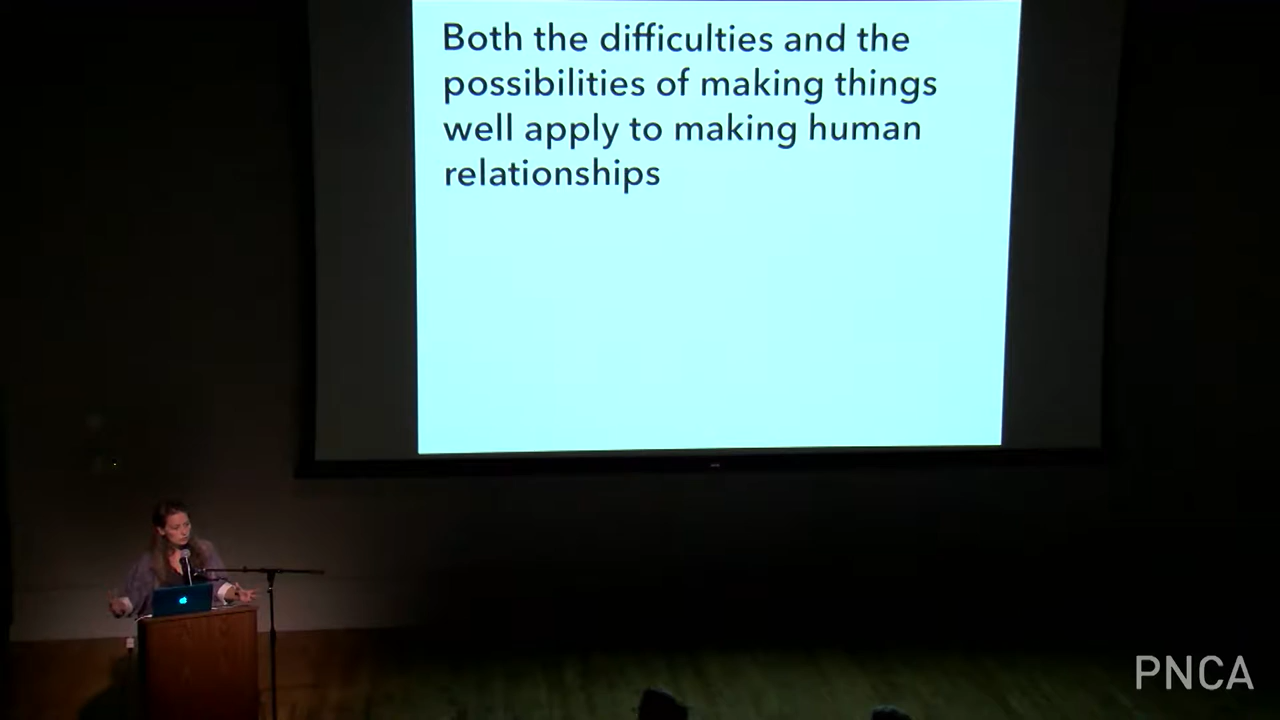 Both the difficulties and the
possibilities of making things
well apply to making human
relationships
PNCA